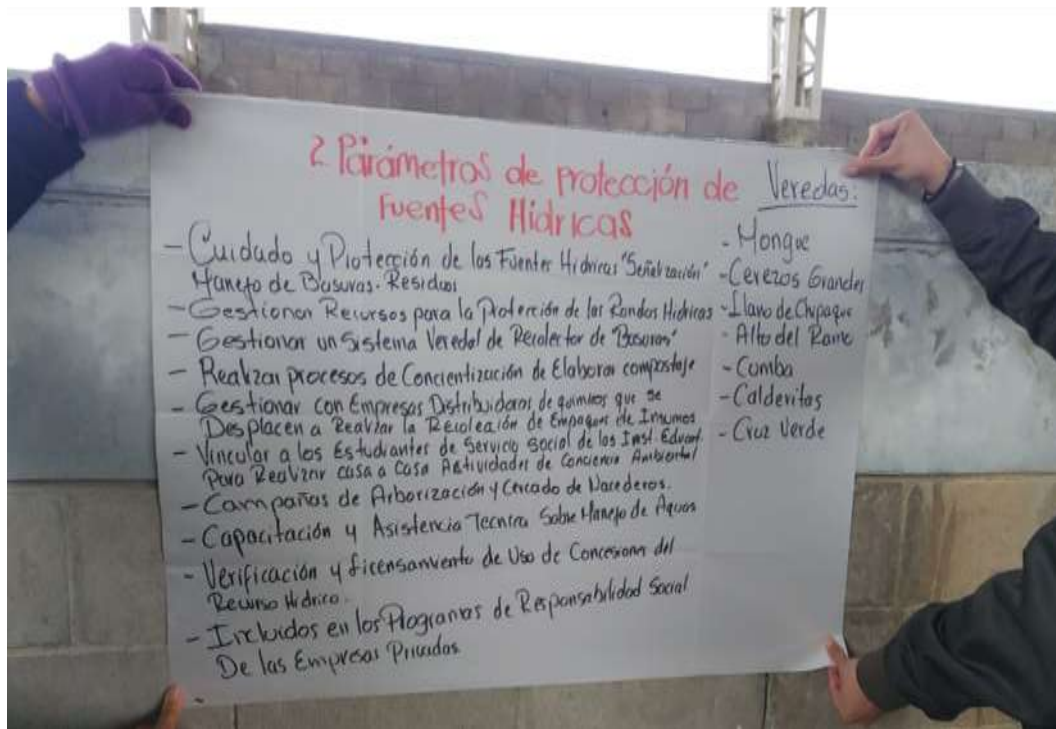 2 Parámetros de protección de
Fuentes Hidricas
- Cuidado y Protección de las Fuentes Hidricas "Señalización"
Manejo de Basuras. Residuos
- Gestionar Recursos para la Protección de las Rondas Hidricas
- Gestionar un Sistema Veredal de Recolector de "Basuras"
- Realizar procesos de Concientización de Elaborar compostaje
- Gestionar con Empresas Distribuidoras de químicos que se
Desplacen a Realizar la Recoleación de Empaques de Insumos
- Vincular a los Estudiantes de Servicio Social de las Inst. Educat.
Para Realizar casa a Casa Actividades de Conciencia Ambiental
- Campañas de Arborización y Cercado de Nacederos.
- Capacitación y Asistencia Tecnica Sobre Manejo de Aguas
- Verificación y licensamiento de Uso de Concesiones del
Recurso Hidrico.
- Incluidos en los Programas de Responsabilidad Social
De las Empresas Privadas
-
Veredas:
- Mongue
- Cerezos Grandes
- Llano de Chipaque
- Alto del Ramo
- Cumba
- Calderitas
- Cruz Verde